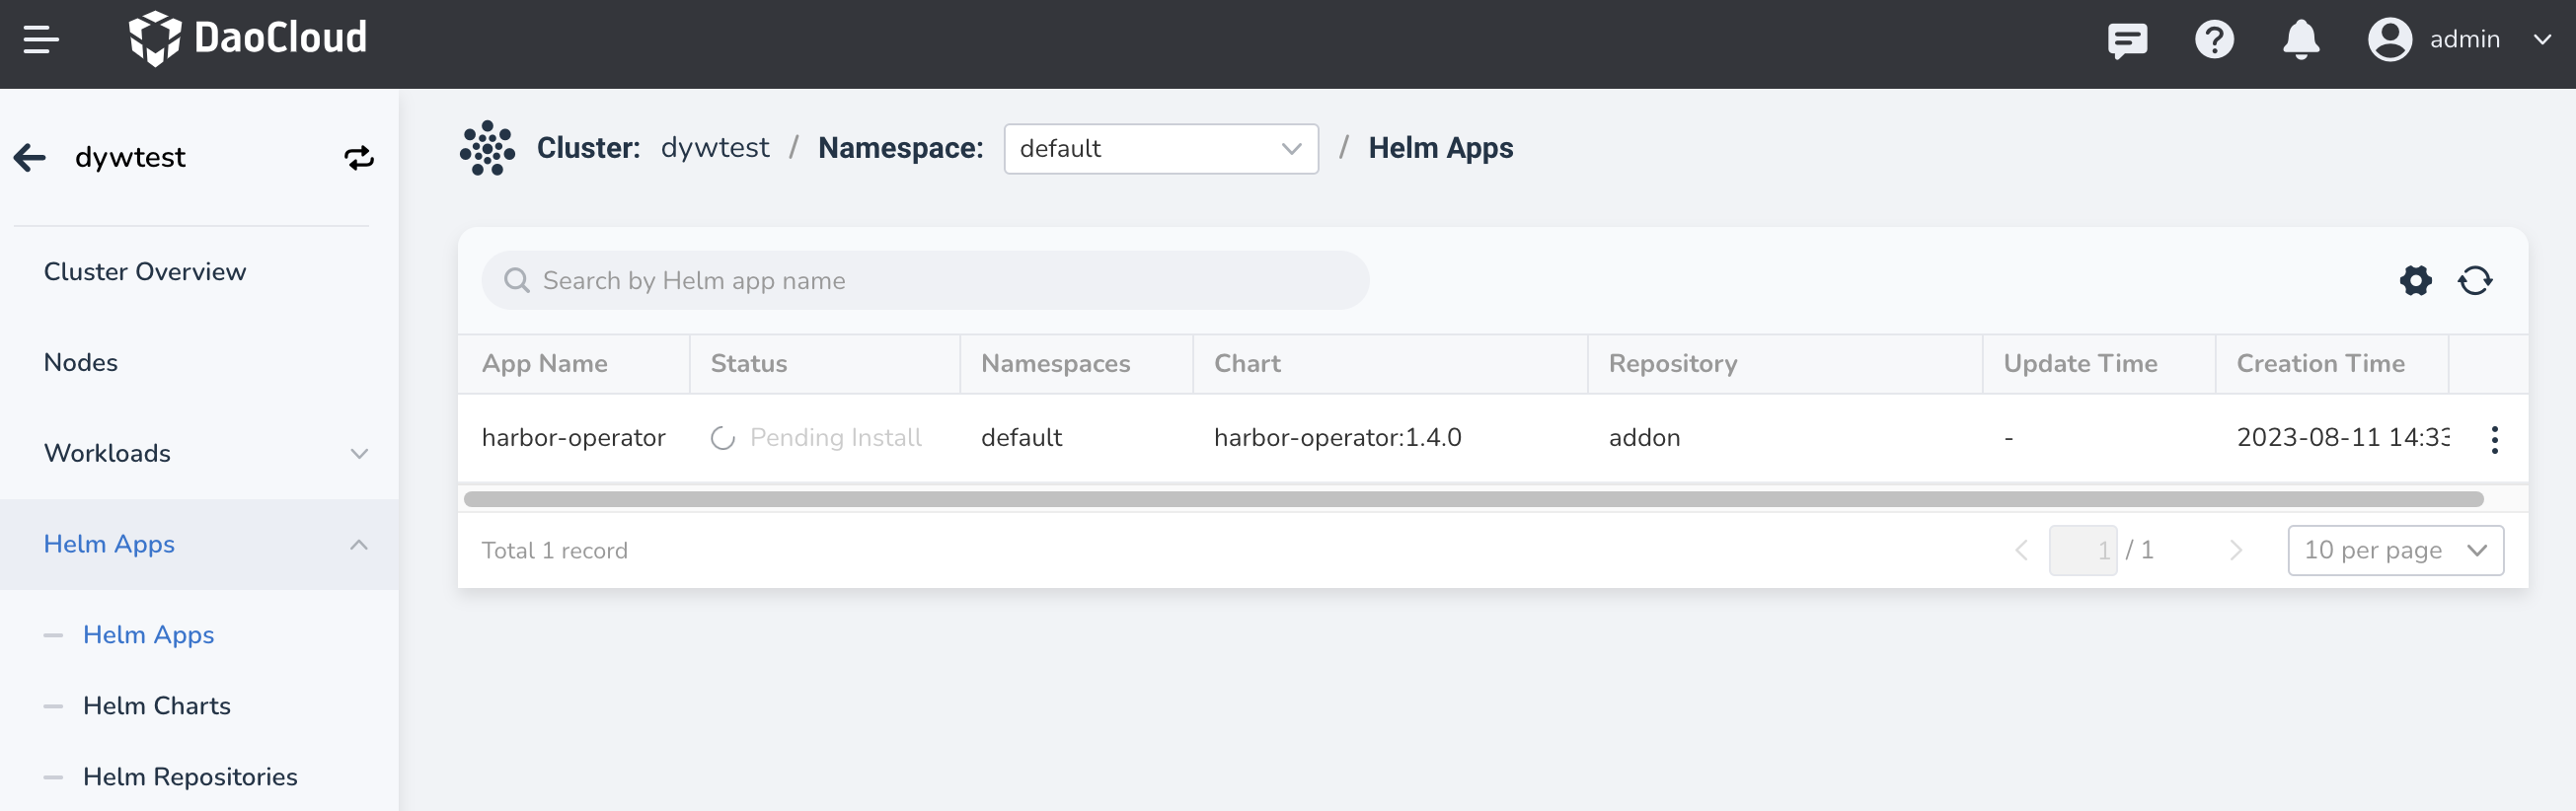 DaoCloud
admin
dywtest
Cluster: dywtest / Namespace: default / Helm Apps
Cluster Overview
Nodes
Workloads
Helm Apps
Helm Apps
Helm Charts
Helm Repositories
Search by Helm app name
App Name Status Namespaces Chart Repository Update Time Creation Time
harbor-operator Pending Install default harbor-operator:1.4.0 addon - 2023-08-11 14:33
Total 1 record
1 / 1
10 per page